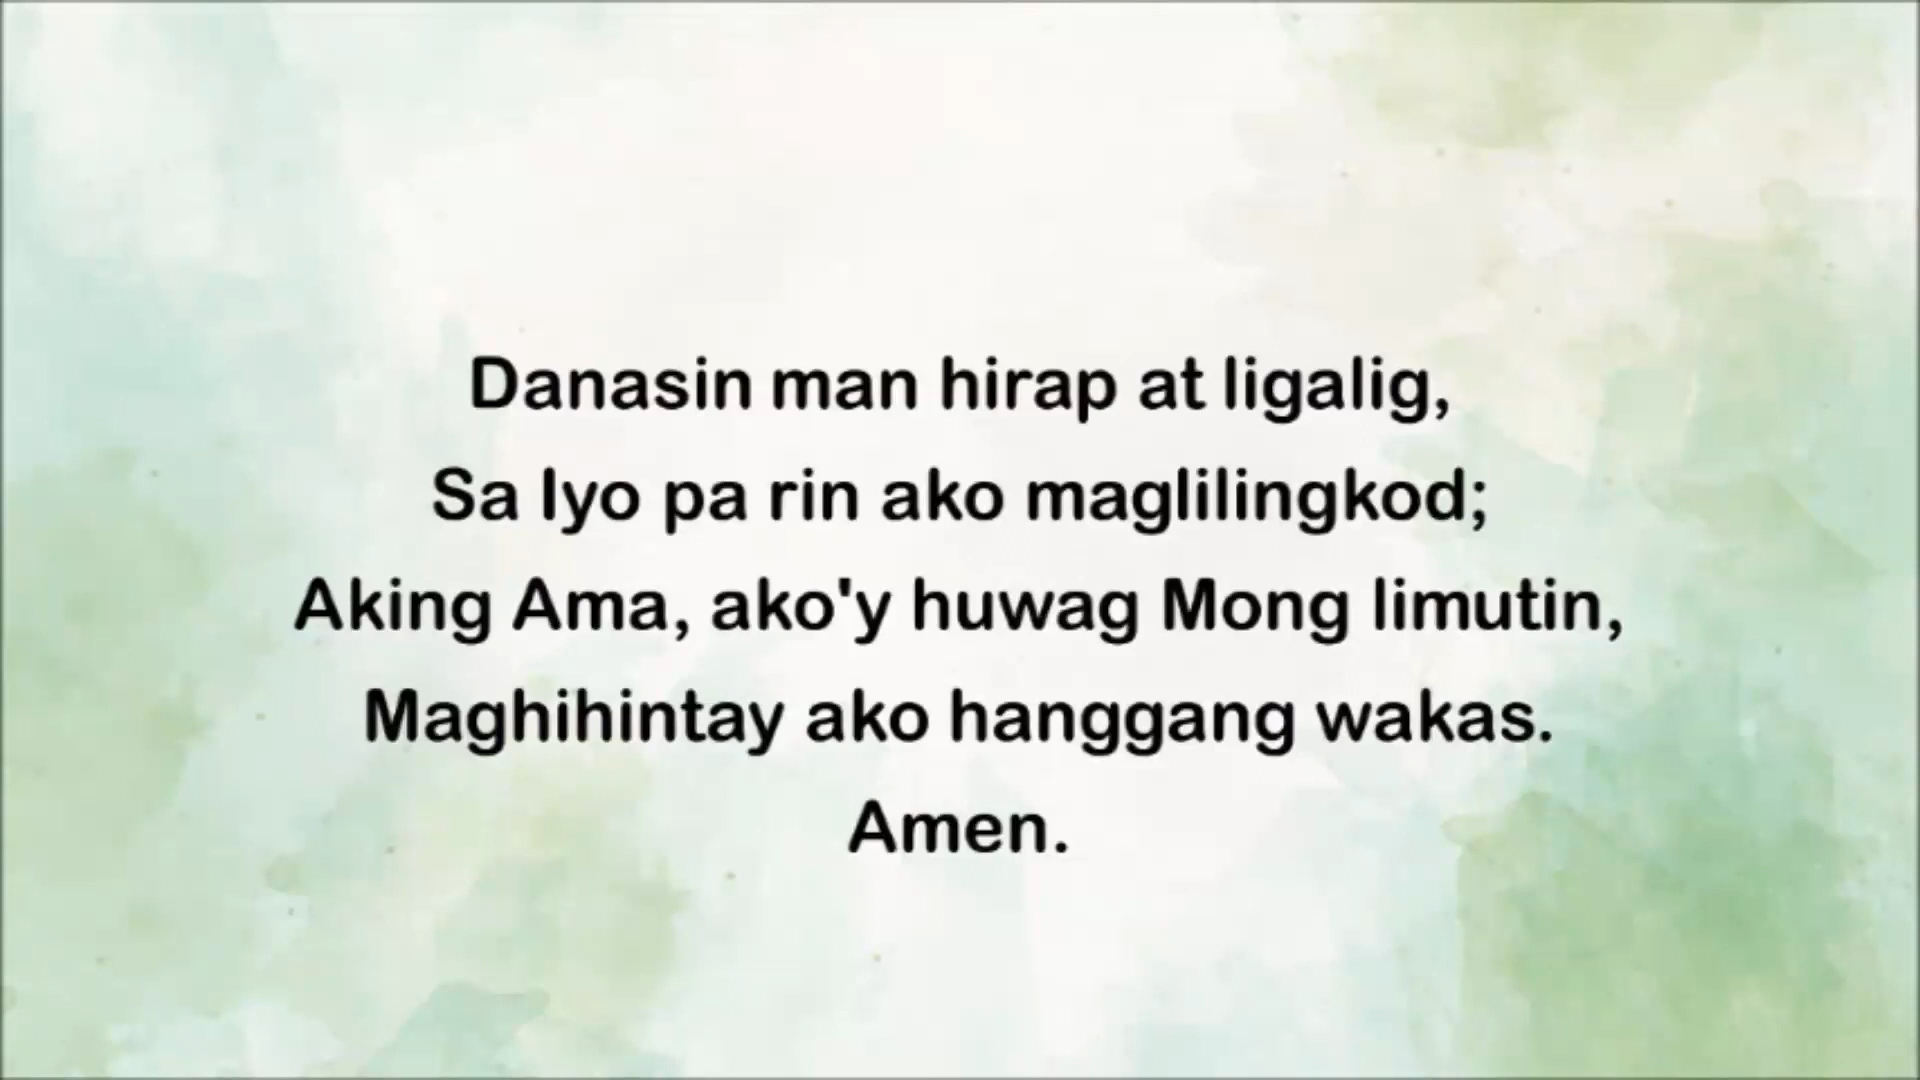 Danasin man hirap at ligalig,
Sa Iyo pa rin ako maglilingkod;
Aking Ama, ako'y huwag Mong limutin,
Maghihintay ako hanggang wakas.
Amen.